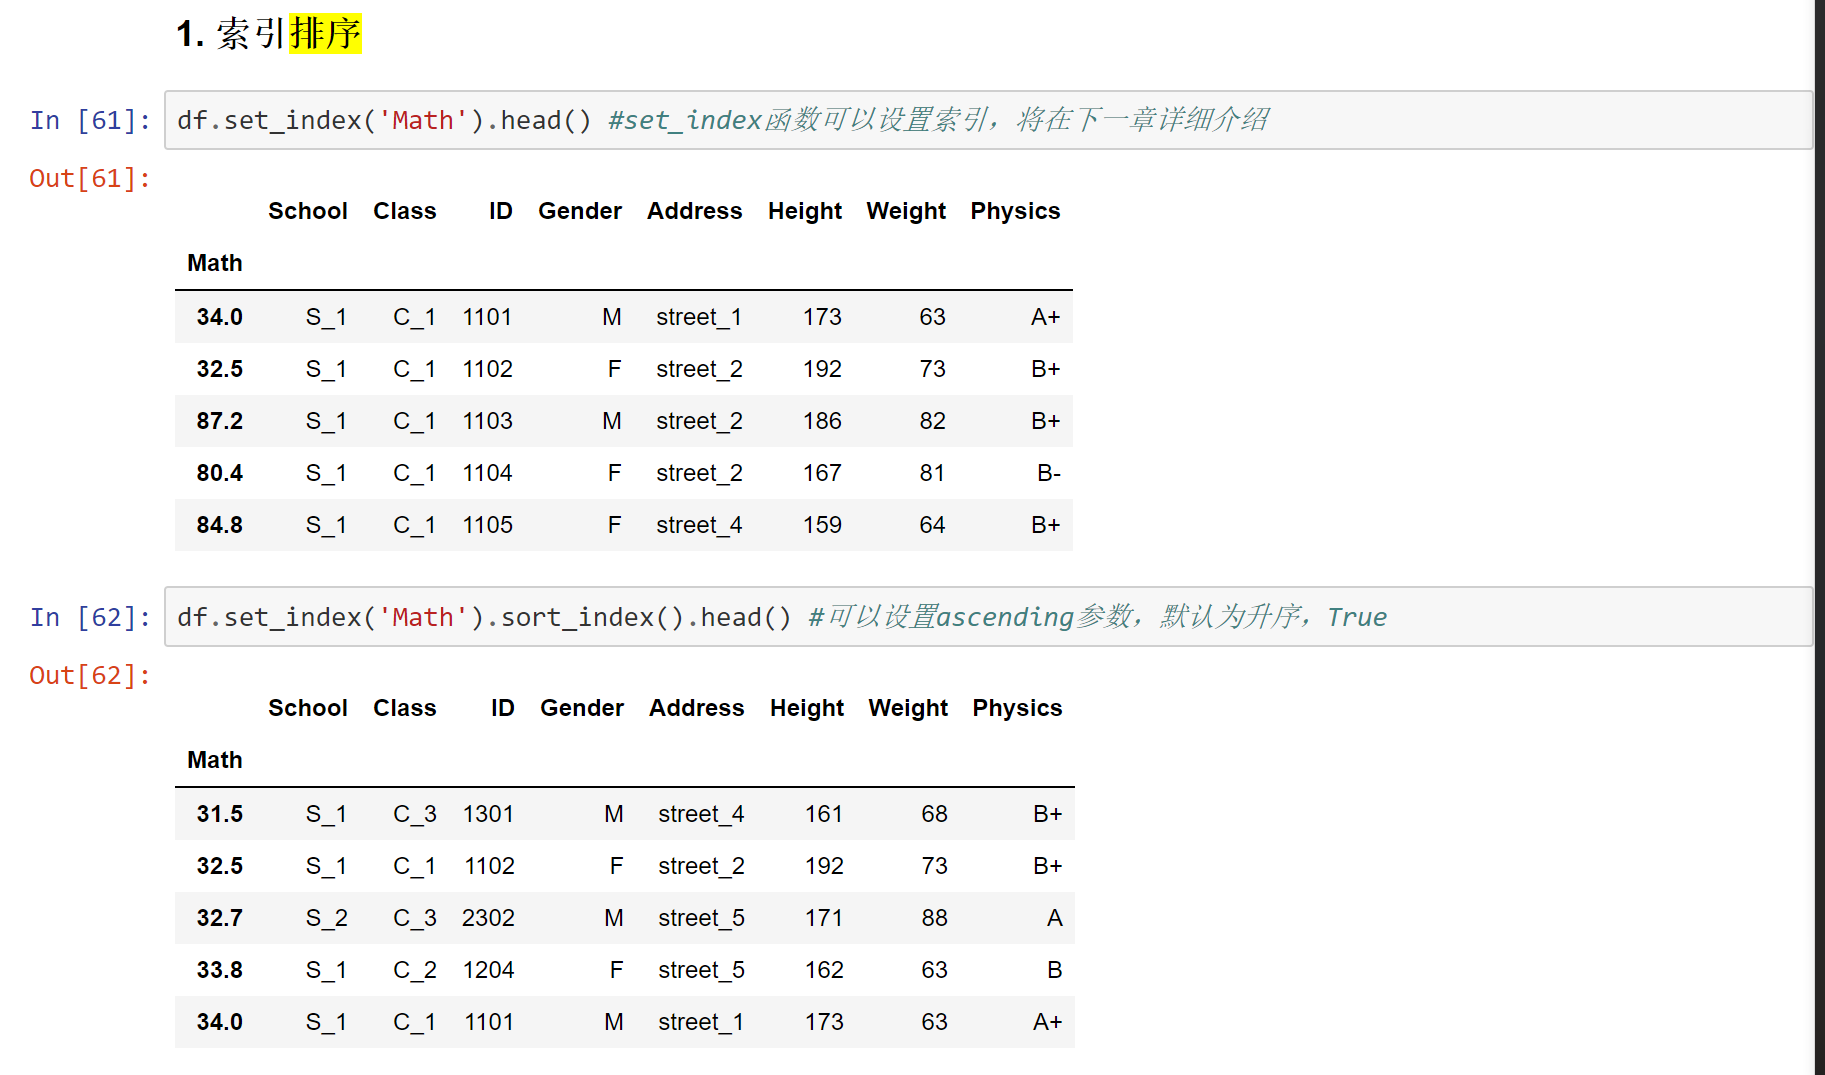 1. 索引排序
In [61]: df.set_index('Math').head() #set_index函数可以设置索引，将在下一章详细介绍
Out[61]:
School Class ID Gender Address Height Weight Physics
Math
34.0 S_1 C_1 1101 M street_1 173 63 A+
32.5 S_1 C_1 1102 F street_2 192 73 B+
87.2 S_1 C_1 1103 M street_2 186 82 B+
80.4 S_1 C_1 1104 F street_2 167 81 B-
84.8 S_1 C_1 1105 F street_4 159 64 B+
In [62]: df.set_index('Math').sort_index().head() #可以设置ascending参数，默认为升序，True
Out[62]:
School Class ID Gender Address Height Weight Physics
Math
31.5 S_1 C_3 1301 M street_4 161 68 B+
32.5 S_1 C_1 1102 F street_2 192 73 B+
32.7 S_2 C_3 2302 M street_5 171 88 A
33.8 S_1 C_2 1204 F street_5 162 63 B
34.0 S_1 C_1 1101 M street_1 173 63 A+